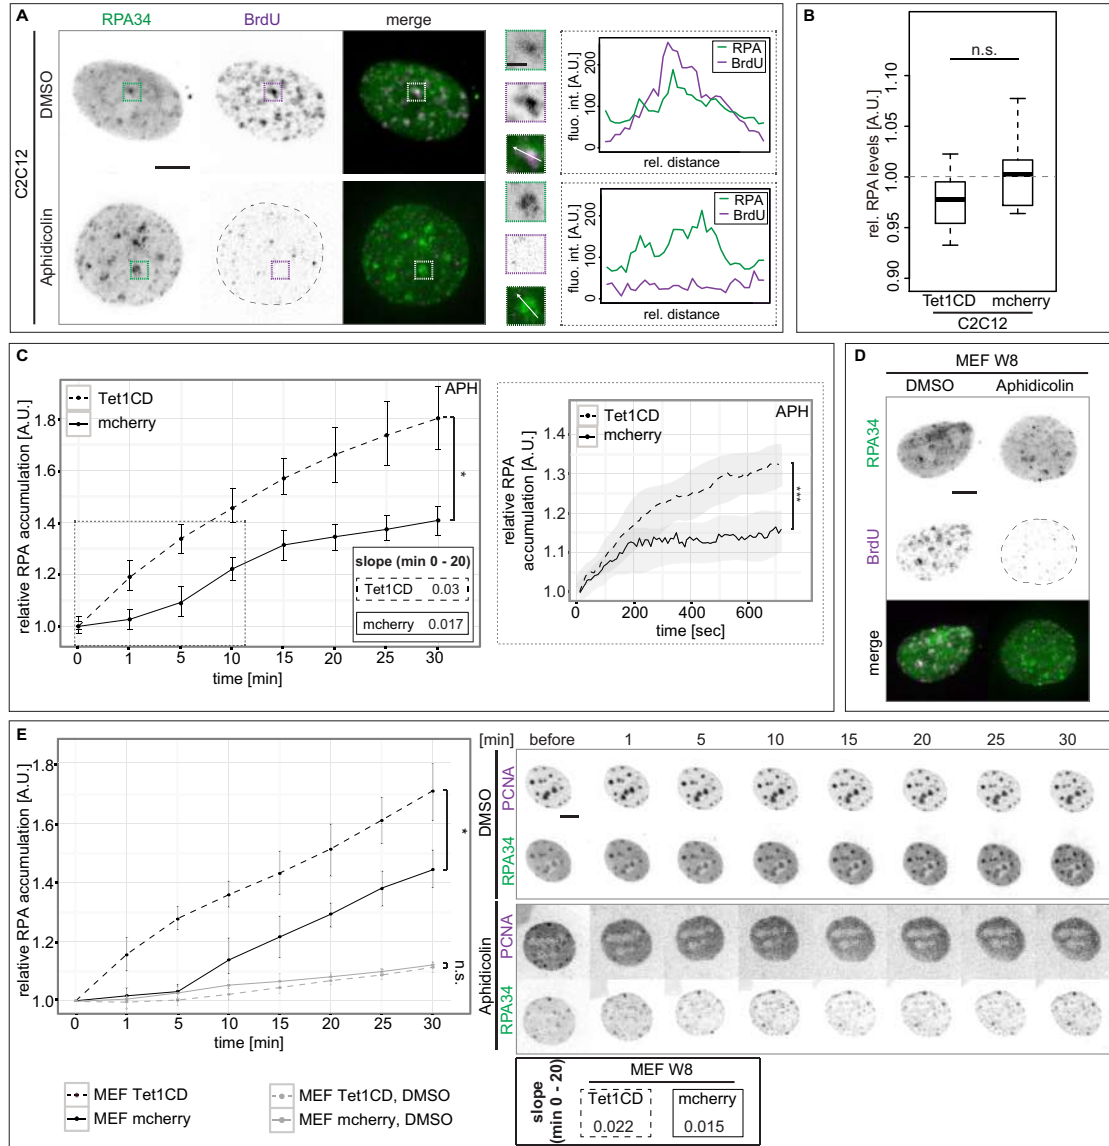 A
RPA34
BrdU
merge
C2C12
DMSO
Aphidicolin
fluo. int. [A.U.]
200
100
0
RPA
BrdU
rel. distance
fluo. int. [A.U.]
200
100
0
RPA
BrdU
rel. distance
B
n.s.
rel. RPA levels [A.U.]
1.10
1.05
1.00
0.95
0.90
Tet1CD
mcherry
C2C12
C
APH
Tet1CD
mcherry
relative RPA accumulation [A.U.]
1.8
1.6
1.4
1.2
1.0
*
slope (min 0 - 20)
Tet1CD 0.03
mcherry 0.017
0 1 5 10 15 20 25 30
time [min]
APH
Tet1CD
mcherry
relative RPA
accumulation [A.U.]
1.4
1.3
1.2
1.1
1.0
***
0 200 400 600
time [sec]
D
MEF W8
DMSO
Aphidicolin
RPA34
BrdU
merge
E
relative RPA accumulation [A.U.]
1.8
1.6
1.4
1.2
1.0
*
n.s.
0 1 5 10 15 20 25 30
time [min]
MEF Tet1CD
MEF mcherry
MEF Tet1CD, DMSO
MEF mcherry, DMSO
[min] before 1 5 10 15 20 25 30
DMSO
PCNA
RPA34
Aphidicolin
PCNA
RPA34
slope
(min 0 - 20)
MEF W8
Tet1CD
0.022
mcherry
0.015